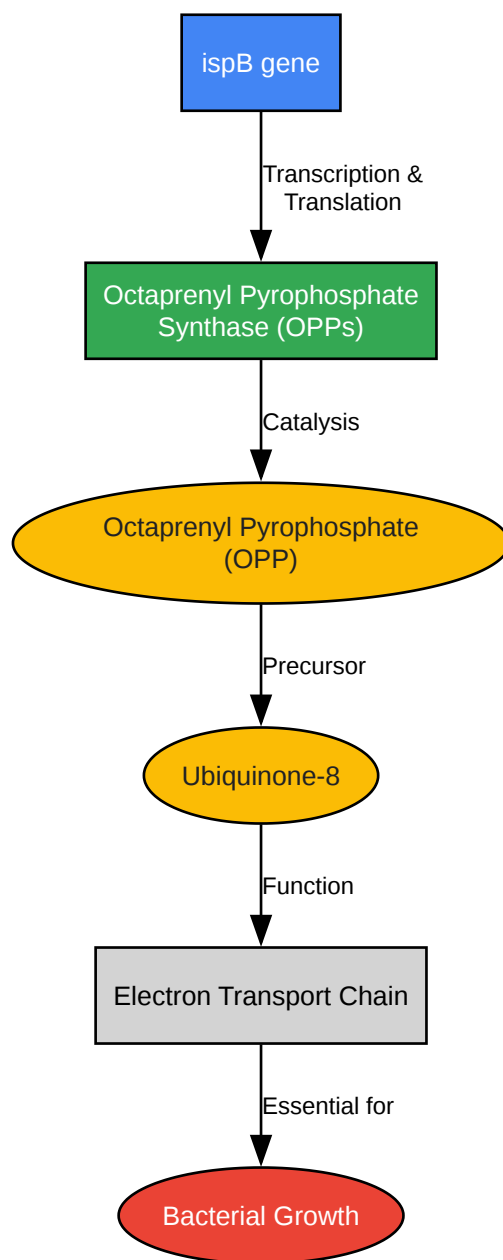 ispB gene
Transcription &
Translation
Octaprenyl Pyrophosphate
Synthase (OPPs)
Catalysis
Octaprenyl Pyrophosphate
(OPP)
Precursor
Ubiquinone-8
Function
Electron Transport Chain
Essential for
Bacterial Growth